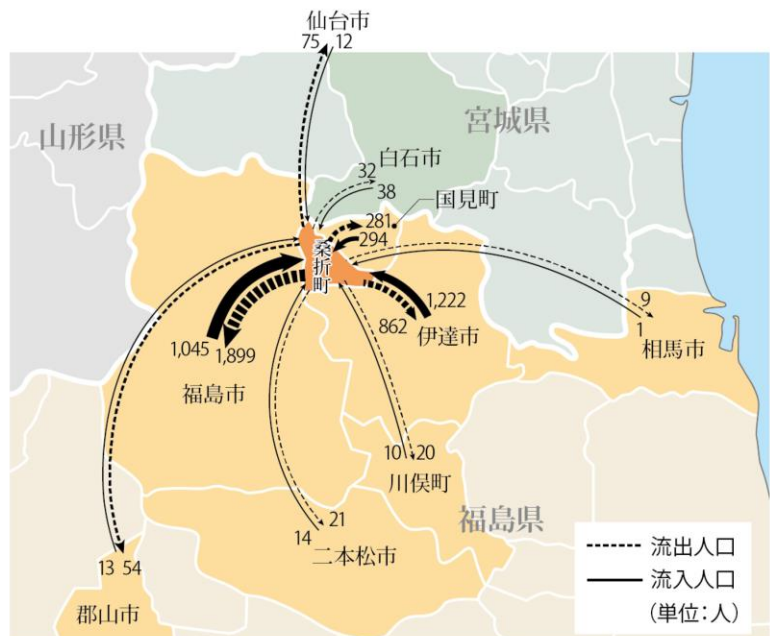 仙台市
75 12
山形県
宮城県
白石市
32
38
国見町
281
294
桑折町
1,222
862
伊達市
9
1
相馬市
1,045
1,899
福島市
10 20
川俣町
21
14
二本松市
福島県
13 54
郡山市
流出人口
流入人口
(単位:人)